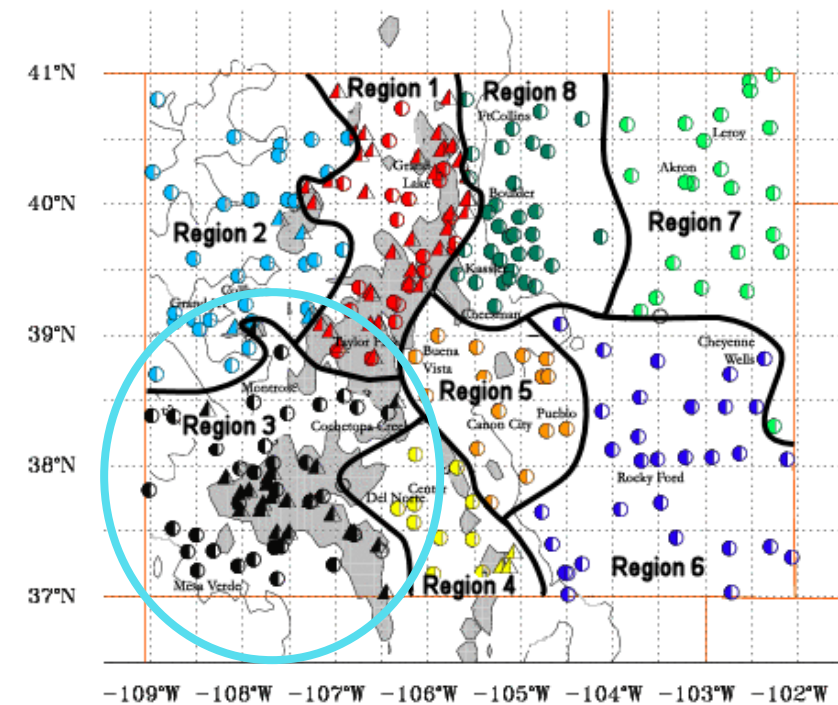 41°N
Region 1
Region 8
FtCollins
Leroy
Grand
Lake
Akron
40°N
Boulder
Region 2
Region 7
Kassler
39°N
Cheesman
Buena
Vista
Cheyenne
Wells
Montrose
Region 5
Region 3
Cochetopa Creek
Pueblo
Canon City
38°N
Del Norte
Center
Rocky Ford
Mesa Verde
Region 4
Region 6
37°N
-109°W -108°W -107°W -106°W -105°W -104°W -103°W -102°W